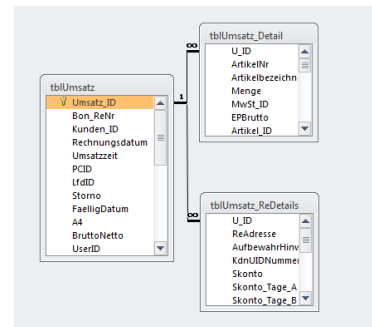 tblUmsatz
Umsatz_ID
Bon_ReNr
Kunden_ID
Rechnungsdatum
Umsatzzeit
PCID
LfdID
Storno
FaelligDatum
A4
BruttoNetto
UserID
1
∞
∞
tblUmsatz_Detail
U_ID
ArtikelNr
Artikelbezeichn
Menge
MwSt_ID
EPBrutto
Artikel_ID
tblUmsatz_ReDetails
U_ID
ReAdresse
AufbewahrHinv
KdnUIDNummer
Skonto
Skonto_Tage_A
Skonto_Tage_B